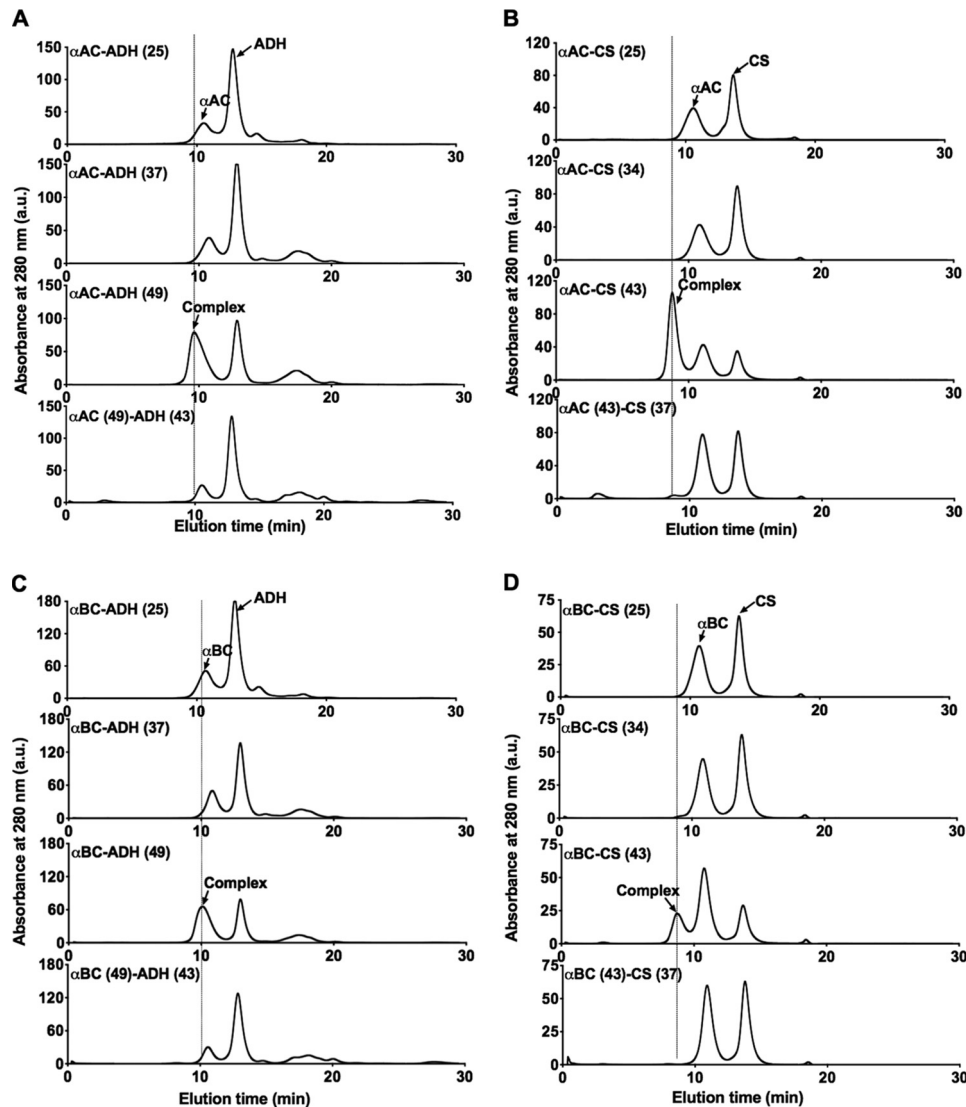 A
αAC-ADH (25)
ADH
αAC
150
100
50
0
0 10 20 30
αAC-ADH (37)
150
100
50
0
0 10 20 30
αAC-ADH (49)
Complex
150
100
50
0
0 10 20 30
αAC (49)-ADH (43)
150
100
50
0
0 10 20 30
Absorbance at 280 nm (a.u.)
Elution time (min)
B
αAC-CS (25)
CS
αAC
120
80
40
0
0 10 20 30
αAC-CS (34)
120
80
40
0
0 10 20 30
αAC-CS (43)
Complex
120
80
40
0
0 10 20 30
αAC (43)-CS (37)
120
80
40
0
0 10 20 30
Absorbance at 280 nm (a.u.)
Elution time (min)
C
αBC-ADH (25)
ADH
αBC
180
120
60
0
0 10 20 30
αBC-ADH (37)
180
120
60
0
0 10 20 30
αBC-ADH (49)
Complex
180
120
60
0
0 10 20 30
αBC (49)-ADH (43)
180
120
60
0
0 10 20 30
Absorbance at 280 nm (a.u.)
Elution time (min)
D
αBC-CS (25)
CS
αBC
75
50
25
0
0 10 20 30
αBC-CS (34)
75
50
25
0
0 10 20 30
αBC-CS (43)
Complex
75
50
25
0
0 10 20 30
αBC (43)-CS (37)
75
50
25
0
0 10 20 30
Absorbance at 280 nm (a.u.)
Elution time (min)